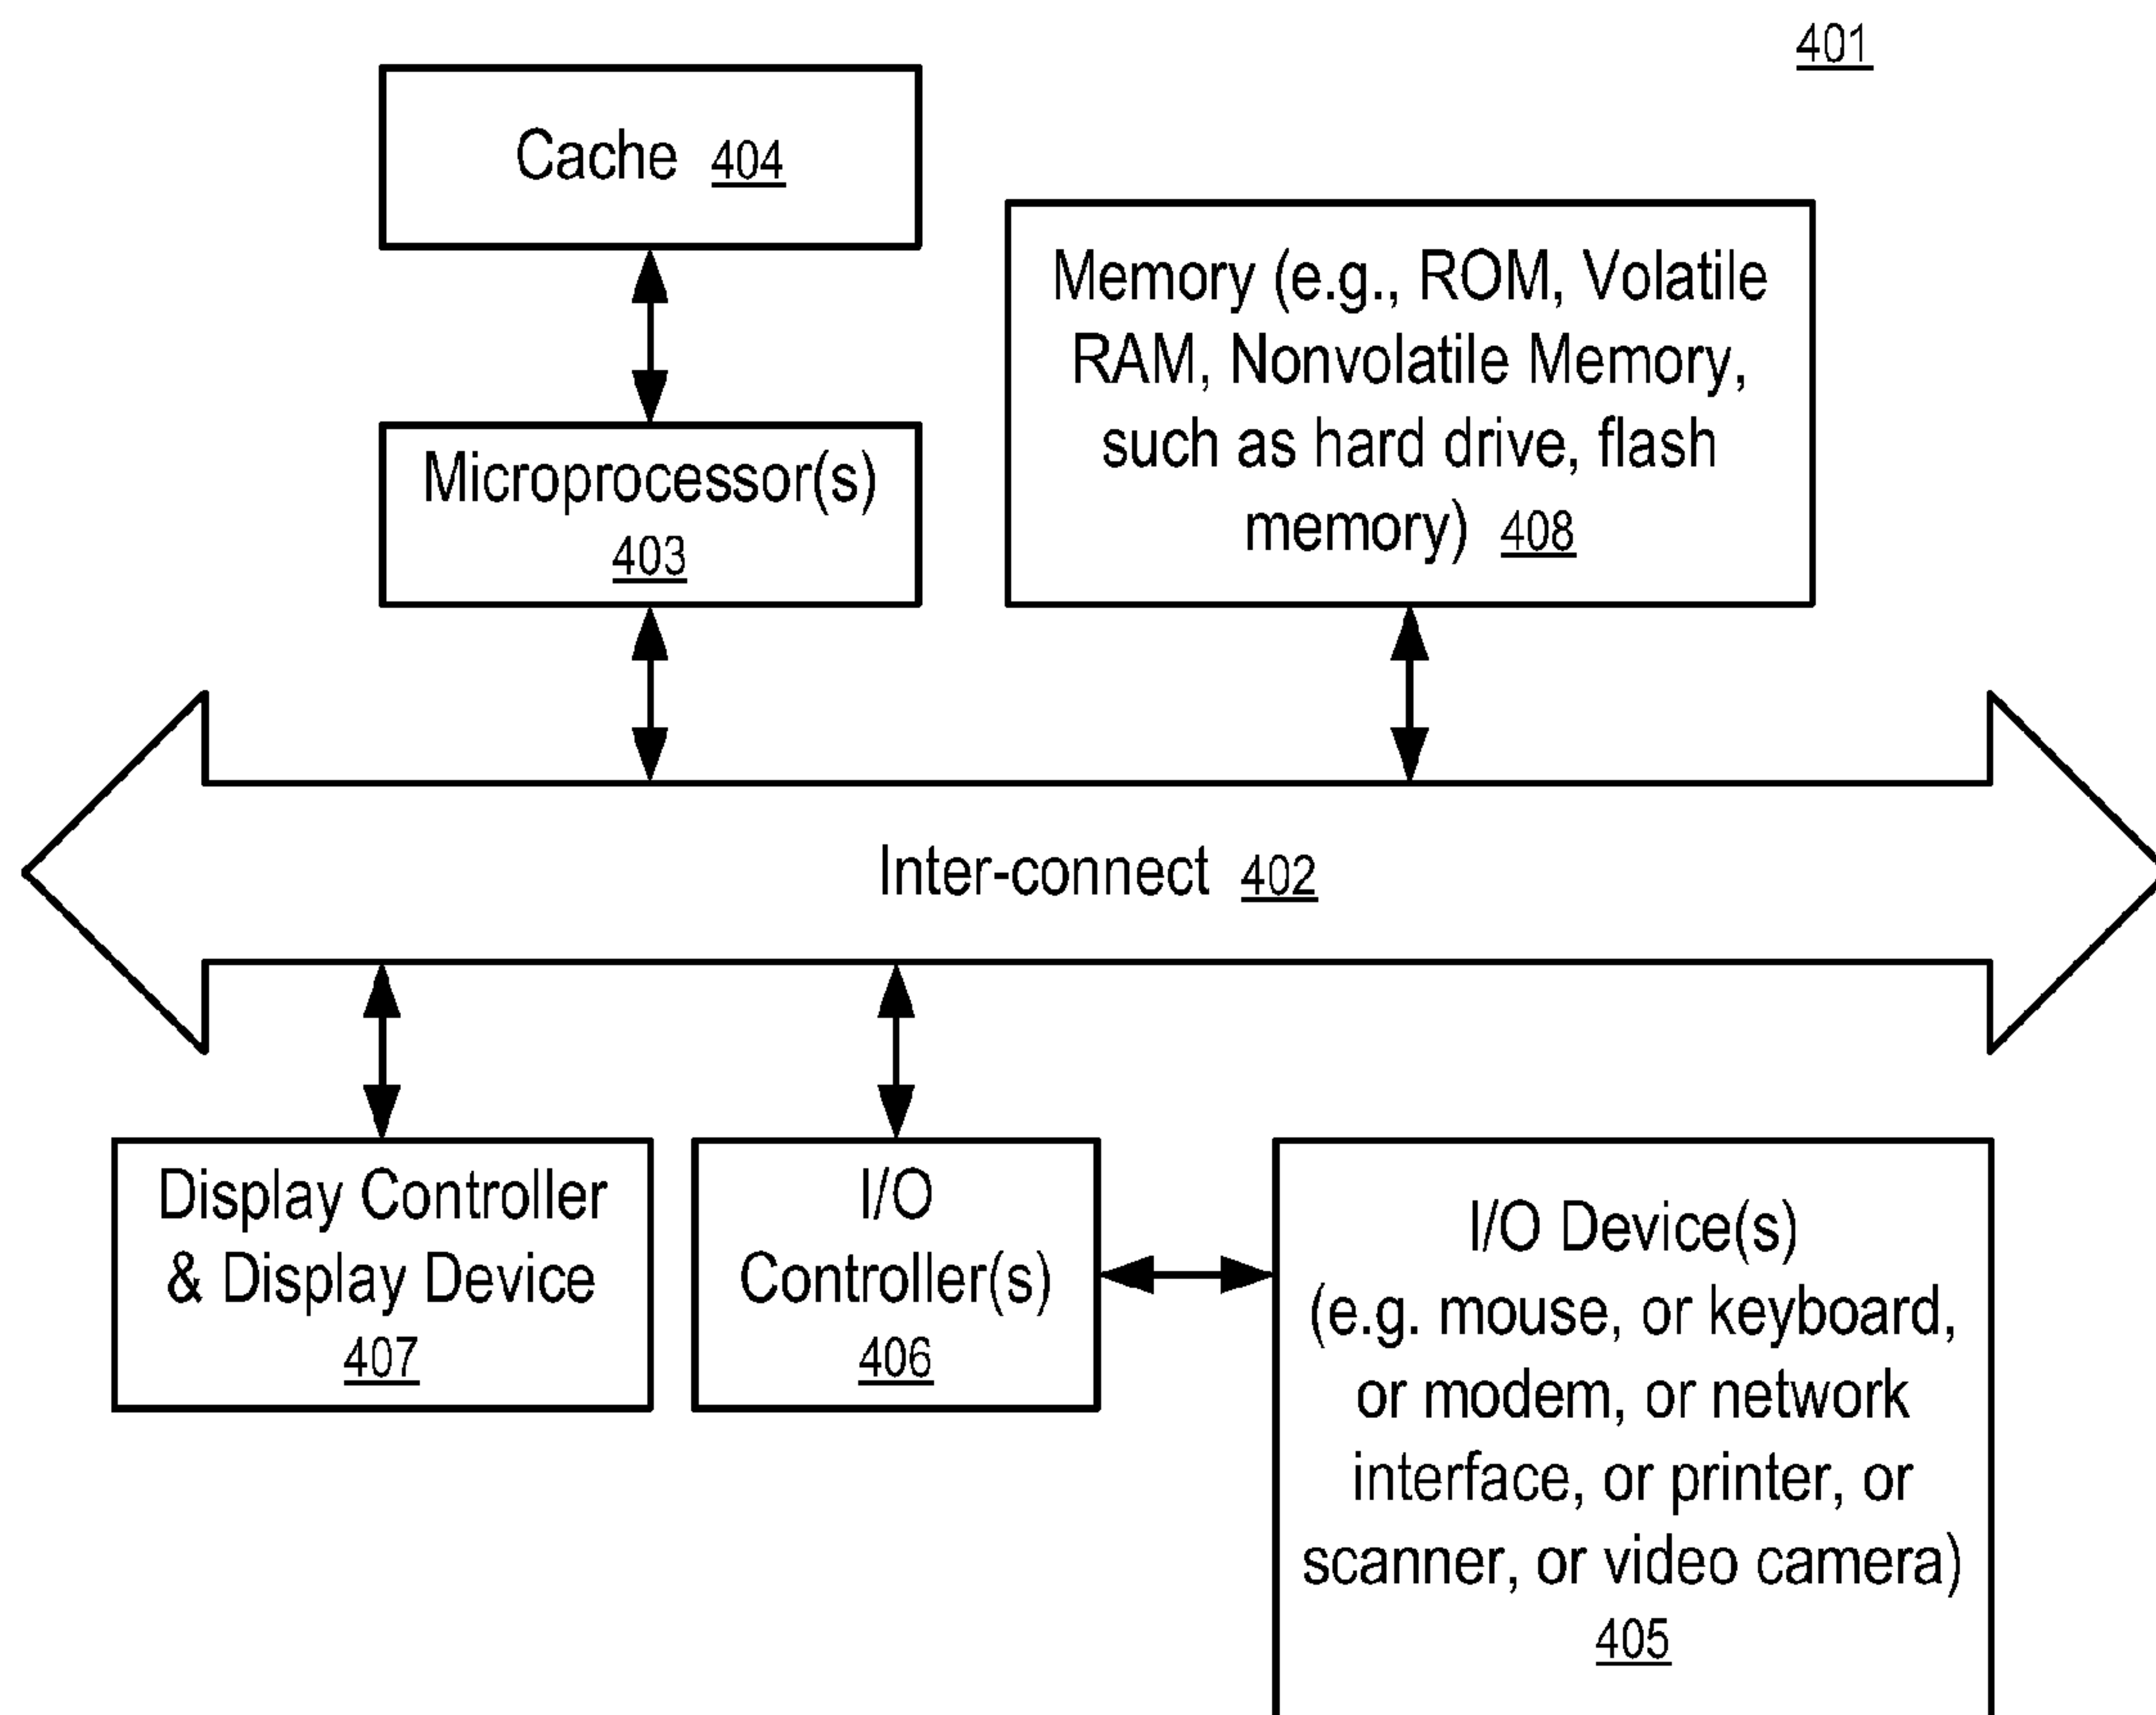 401
Cache 404
Memory (e.g., ROM, Volatile
RAM, Nonvolatile Memory,
such as hard drive, flash
memory) 408
Microprocessor(s)
403
Inter-connect 402
Display Controller
& Display Device
407
I/O
Controller(s)
406
I/O Device(s)
(e.g. mouse, or keyboard,
or modem, or network
interface, or printer, or
scanner, or video camera)
405